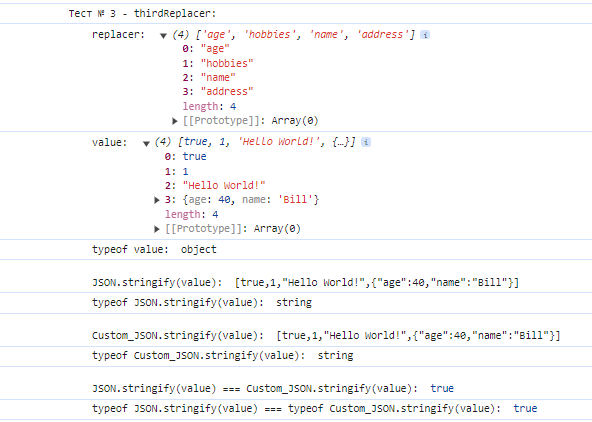 Тест № 3 - thirdReplacer:
replacer: ▼ (4) ['age', 'hobbies', 'name', 'address'] i
0: "age"
1: "hobbies"
2: "name"
3: "address"
length: 4
▶ [[Prototype]]: Array(0)
value: ▼ (4) [true, 1, 'Hello World!', {…}] i
0: true
1: 1
2: "Hello World!"
▶ 3: {age: 40, name: 'Bill'}
length: 4
▶ [[Prototype]]: Array(0)
typeof value: object
JSON.stringify(value): [true,1,"Hello World!",{"age":40,"name":"Bill"}]
typeof JSON.stringify(value): string
Custom_JSON.stringify(value): [true,1,"Hello World!",{"age":40,"name":"Bill"}]
typeof Custom_JSON.stringify(value): string
JSON.stringify(value) === Custom_JSON.stringify(value): true
typeof JSON.stringify(value) === typeof Custom_JSON.stringify(value): true